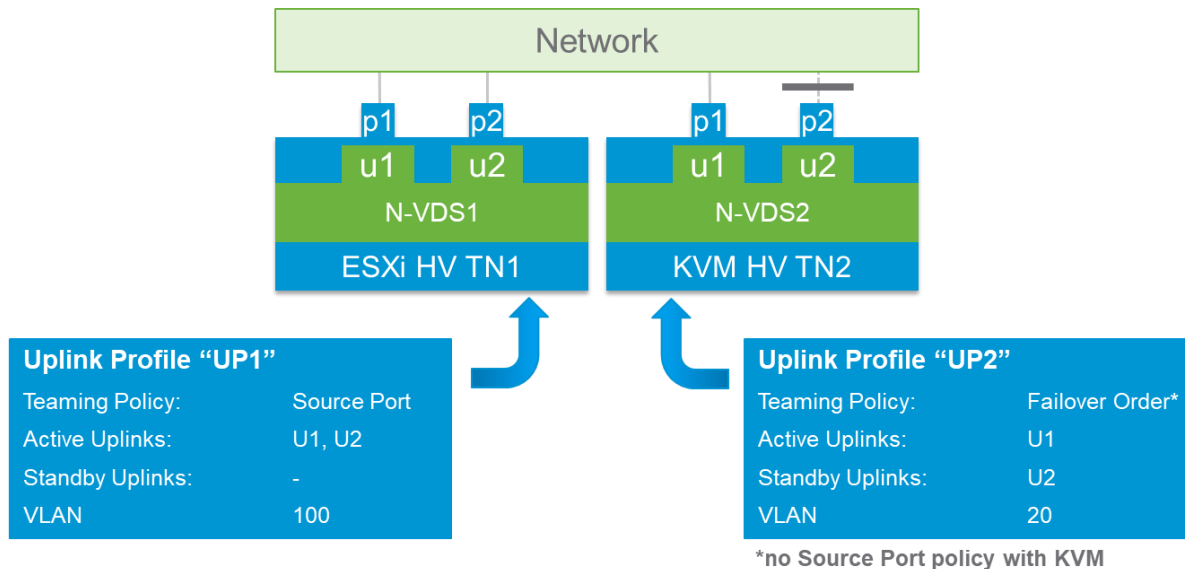 Network
p1 p2 p1 p2
u1 u2 u1 u2
N-VDS1 N-VDS2
ESXi HV TN1 KVM HV TN2
Uplink Profile “UP1”
Teaming Policy: Source Port
Active Uplinks: U1, U2
Standby Uplinks: -
VLAN 100
Uplink Profile “UP2”
Teaming Policy: Failover Order*
Active Uplinks: U1
Standby Uplinks: U2
VLAN 20
*no Source Port policy with KVM